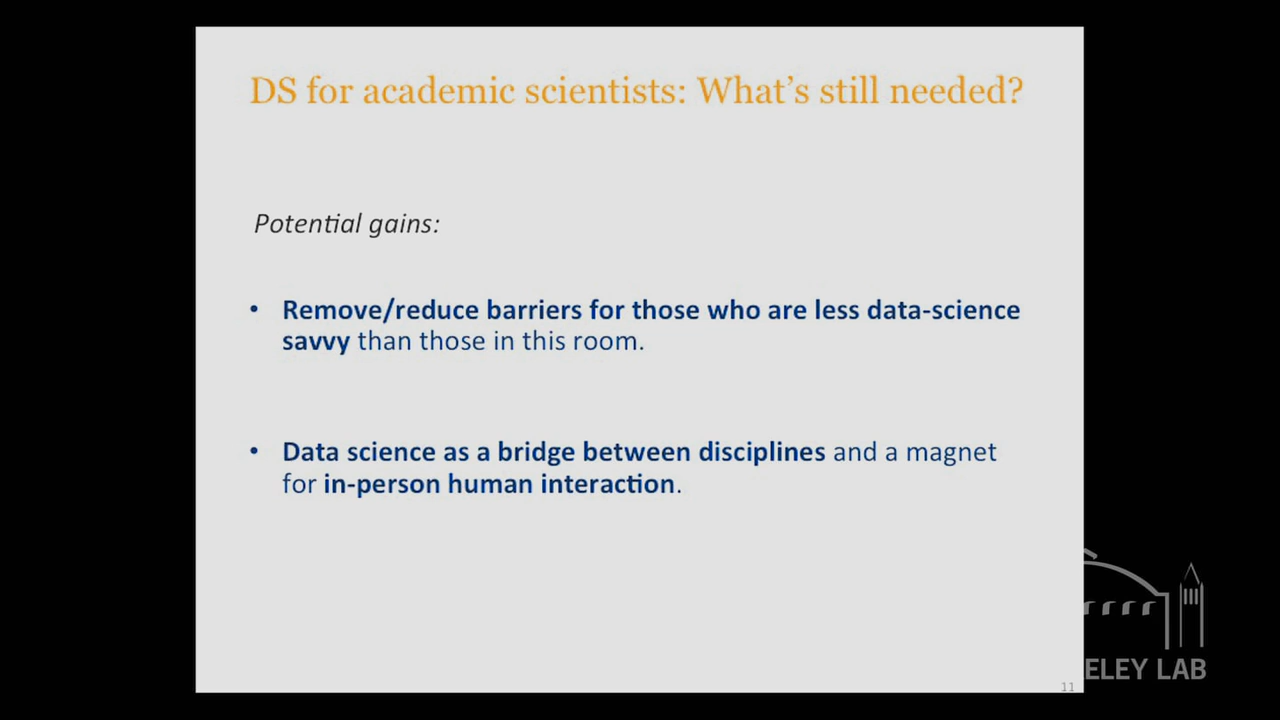 DS for academic scientists: What's still needed?
Potential gains:
• Remove/reduce barriers for those who are less data-science
savvy than those in this room.
• Data science as a bridge between disciplines and a magnet
for in-person human interaction.
ELEY LAB
11